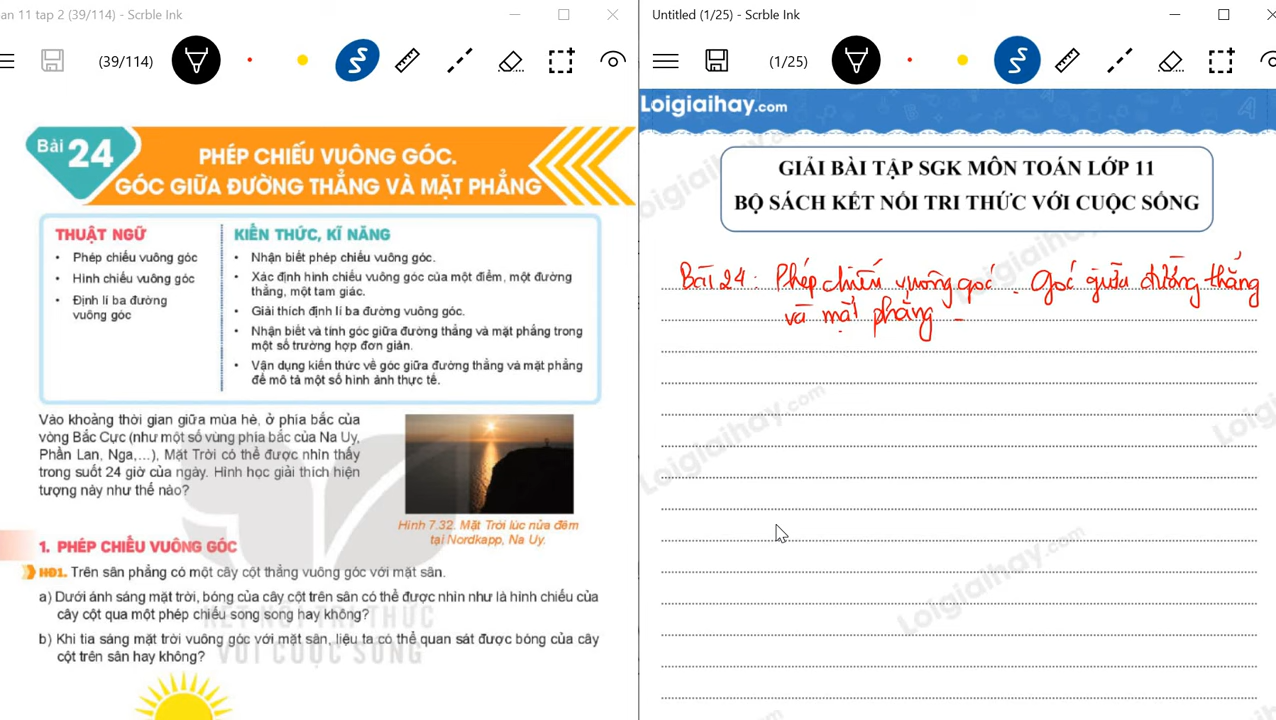 an 11 tap 2 (39/114) - Scrble Ink
(39/114)
Bài 24
PHÉP CHIẾU VUÔNG GÓC.
GÓC GIỮA ĐƯỜNG THẲNG VÀ MẶT PHẲNG
THUẬT NGỮ
• Phép chiếu vuông góc
• Hình chiếu vuông góc
• Định lí ba đường
vuông góc
KIẾN THỨC, KĨ NĂNG
• Nhận biết phép chiếu vuông góc.
• Xác định hình chiếu vuông góc của một điểm, một đường
thẳng, một tam giác.
• Giải thích định lí ba đường vuông góc.
• Nhận biết và tính góc giữa đường thẳng và mặt phẳng trong
một số trường hợp đơn giản.
• Vận dụng kiến thức về góc giữa đường thẳng và mặt phẳng
để mô tả một số hình ảnh thực tế.
Vào khoảng thời gian giữa mùa hè, ở phía bắc của
vòng Bắc Cực (như một số vùng phía bắc của Na Uy,
Phần Lan, Nga,...), Mặt Trời có thể được nhìn thấy
trong suốt 24 giờ của ngày. Hình học giải thích hiện
tượng này như thế nào?
Hình 7.32. Mặt Trời lúc nửa đêm
tại Nordkapp, Na Uy.
1. PHÉP CHIẾU VUÔNG GÓC
HĐ1. Trên sân phẳng có một cây cột thẳng vuông góc với mặt sân.
a) Dưới ánh sáng mặt trời, bóng của cây cột trên sân có thể được nhìn như là hình chiếu của
cây cột qua một phép chiếu song song hay không?
b) Khi tia sáng mặt trời vuông góc với mặt sân, liệu ta có thể quan sát được bóng của cây
cột trên sân hay không?
KẾT NỐI TRI THỨC
VỚI CUỘC SỐNG
Untitled (1/25) - Scrble Ink
(1/25)
Loigiaihay.com
GIẢI BÀI TẬP SGK MÔN TOÁN LỚP 11
BỘ SÁCH KẾT NỐI TRI THỨC VỚI CUỘC SỐNG
Bài 24 : Phép chiếu vuông góc . Góc giữa đường thẳng
và mặt phẳng -
Loigiaihay.com
Loigiaihay.com